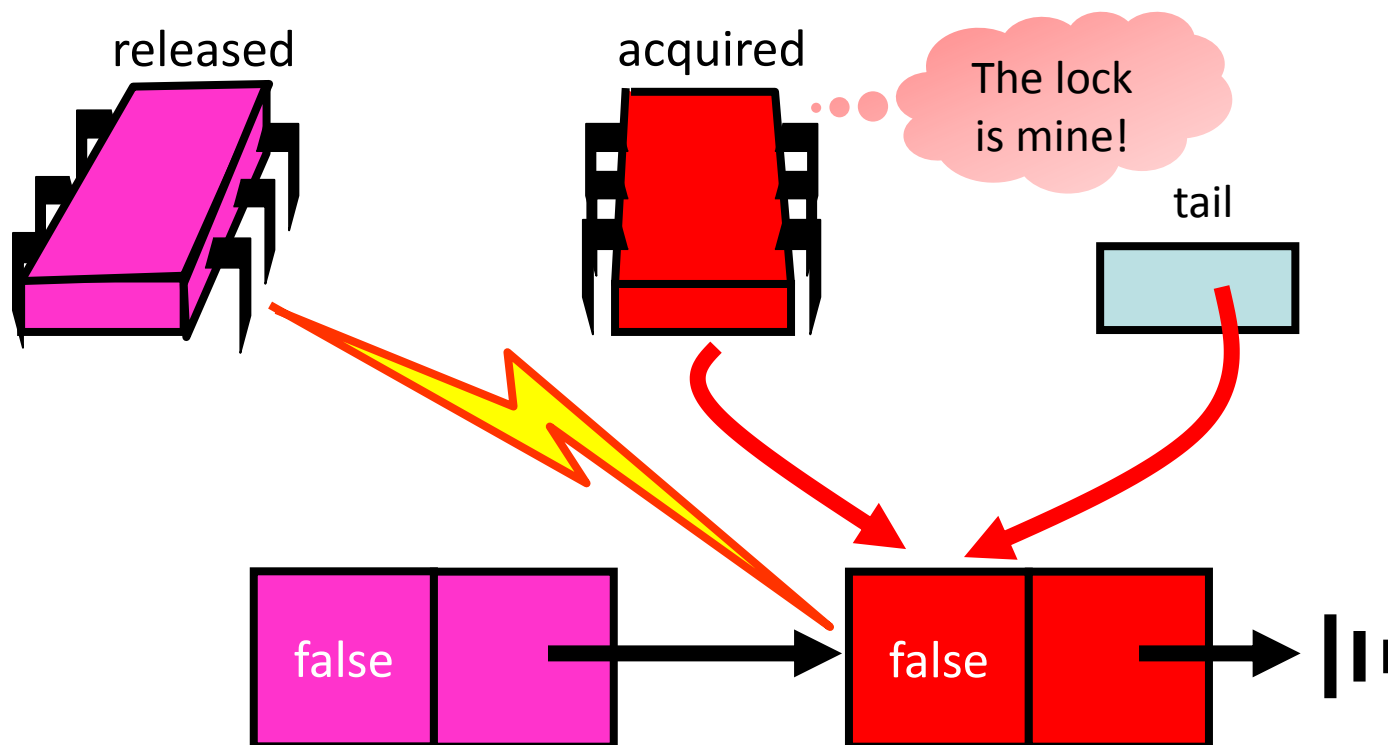 released
acquired
The lock
is mine!
tail
false
false